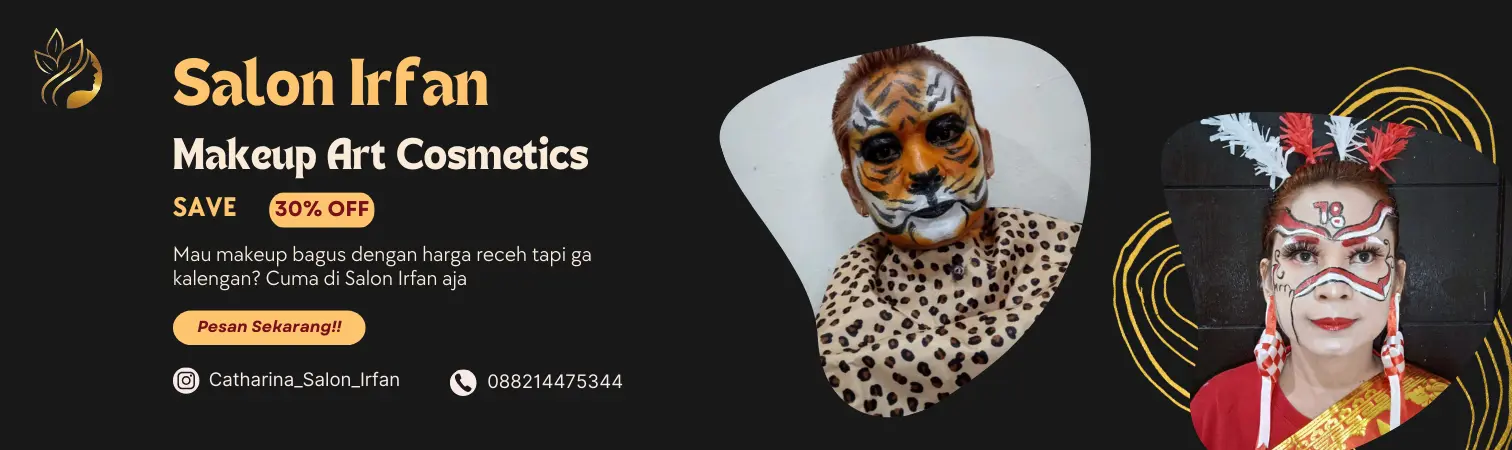 Salon Irfan
Makeup Art Cosmetics
SAVE 30% OFF
Mau makeup bagus dengan harga receh tapi ga
kalengan? Cuma di Salon Irfan aja
Pesan Sekarang!!
Catharina_Salon_Irfan 088214475344
78